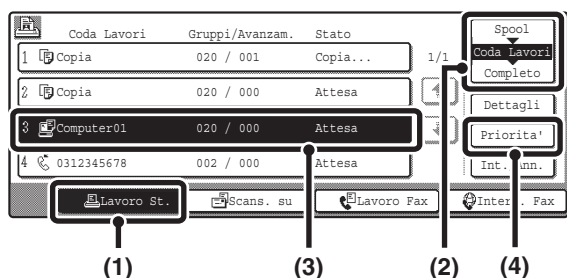 Coda Lavori Gruppi/Avanzam. Stato
1 Copia 020 / 001 Copia...
2 Copia 020 / 000 Attesa
3 Computer01 020 / 000 Attesa
4 0312345678 002 / 000 Attesa
1/1
Spool
Coda Lavori
Completo
Dettagli
Priorita'
Int. Ann.
Lavoro St. Scans. su Lavoro Fax Fax
(1) (3) (2) (4)